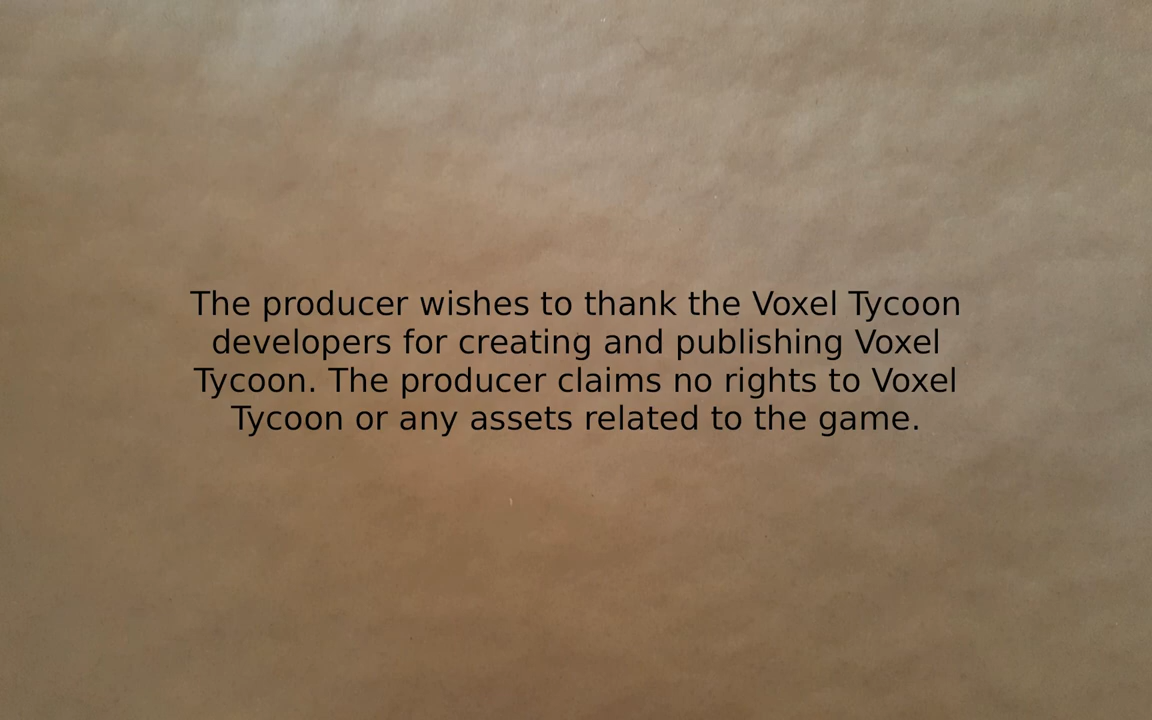 The producer wishes to thank the Voxel Tycoon
developers for creating and publishing Voxel
Tycoon. The producer claims no rights to Voxel
Tycoon or any assets related to the game.